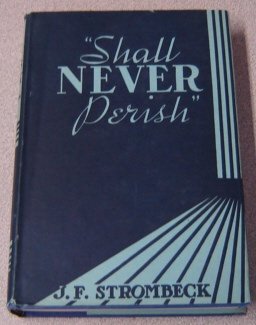 "Shall
NEVER
Perish"
J. F. STROMBECK